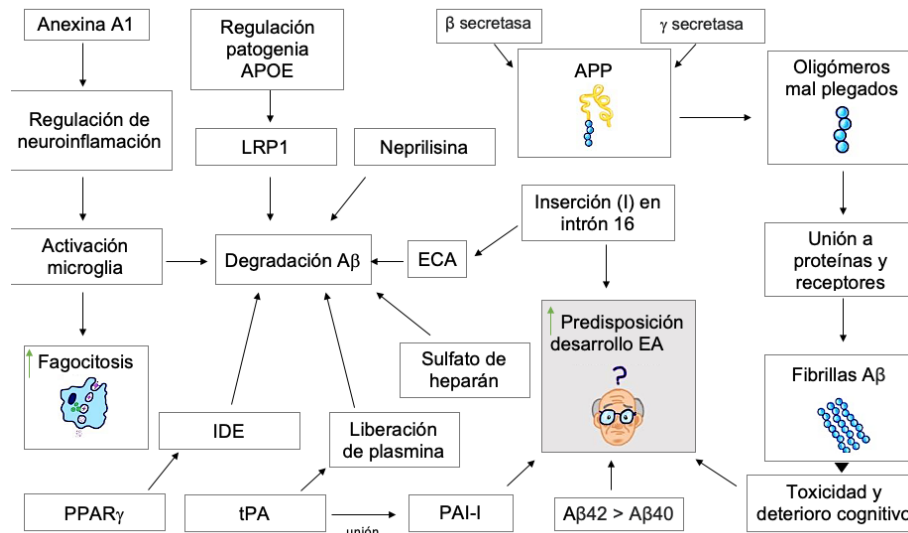 Anexina A1
Regulación
patogenia
APOE
β secretasa
γ secretasa
APP
Oligómeros
mal plegados
Regulación de
neuroinflamación
LRP1
Neprilisina
Inserción (I) en
intrón 16
Activación
microglia
Degradación Aβ
ECA
Unión a
proteínas y
receptores
Predisposición
desarrollo EA
?
Sulfato de
heparán
Fagocitosis
Fibrillas Aβ
IDE
Liberación
de plasmina
PPARγ
tPA
unión
PAI-I
Aβ42 > Aβ40
Toxicidad y
deterioro cognitivo